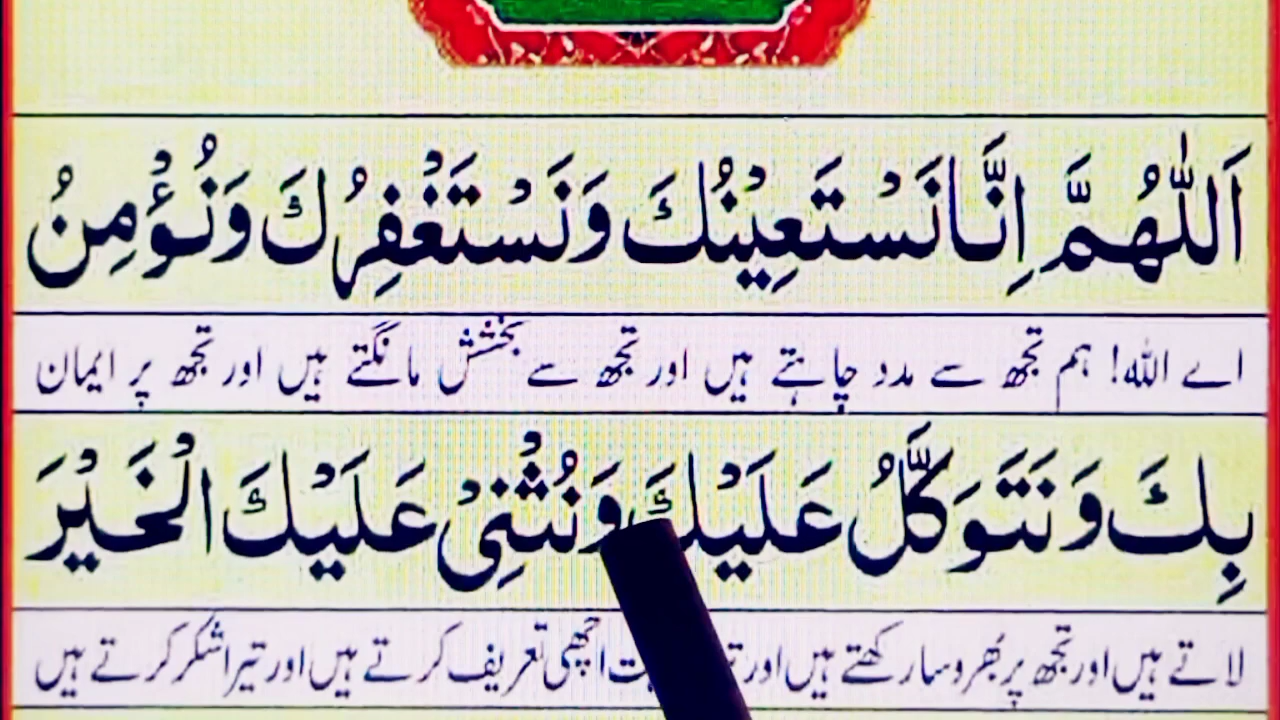 اَللّٰهُمَّ اِنَّا نَسْتَعِيْنُكَ وَنَسْتَغْفِرُكَ وَنُؤْمِنُ
اے اللہ! ہم تجھ سے مدد چاہتے ہیں اور تجھ سے بخشش مانگتے ہیں اور تجھ پر ایمان
بِكَ وَنَتَوَكَّلُ عَلَيْكَ وَنُثْنِیْ عَلَيْكَ الْخَيْرَ
لاتے ہیں اور تجھ پر بھروسا رکھتے ہیں اور اچھی تعریف کرتے ہیں اور تیرا شکر کرتے ہیں